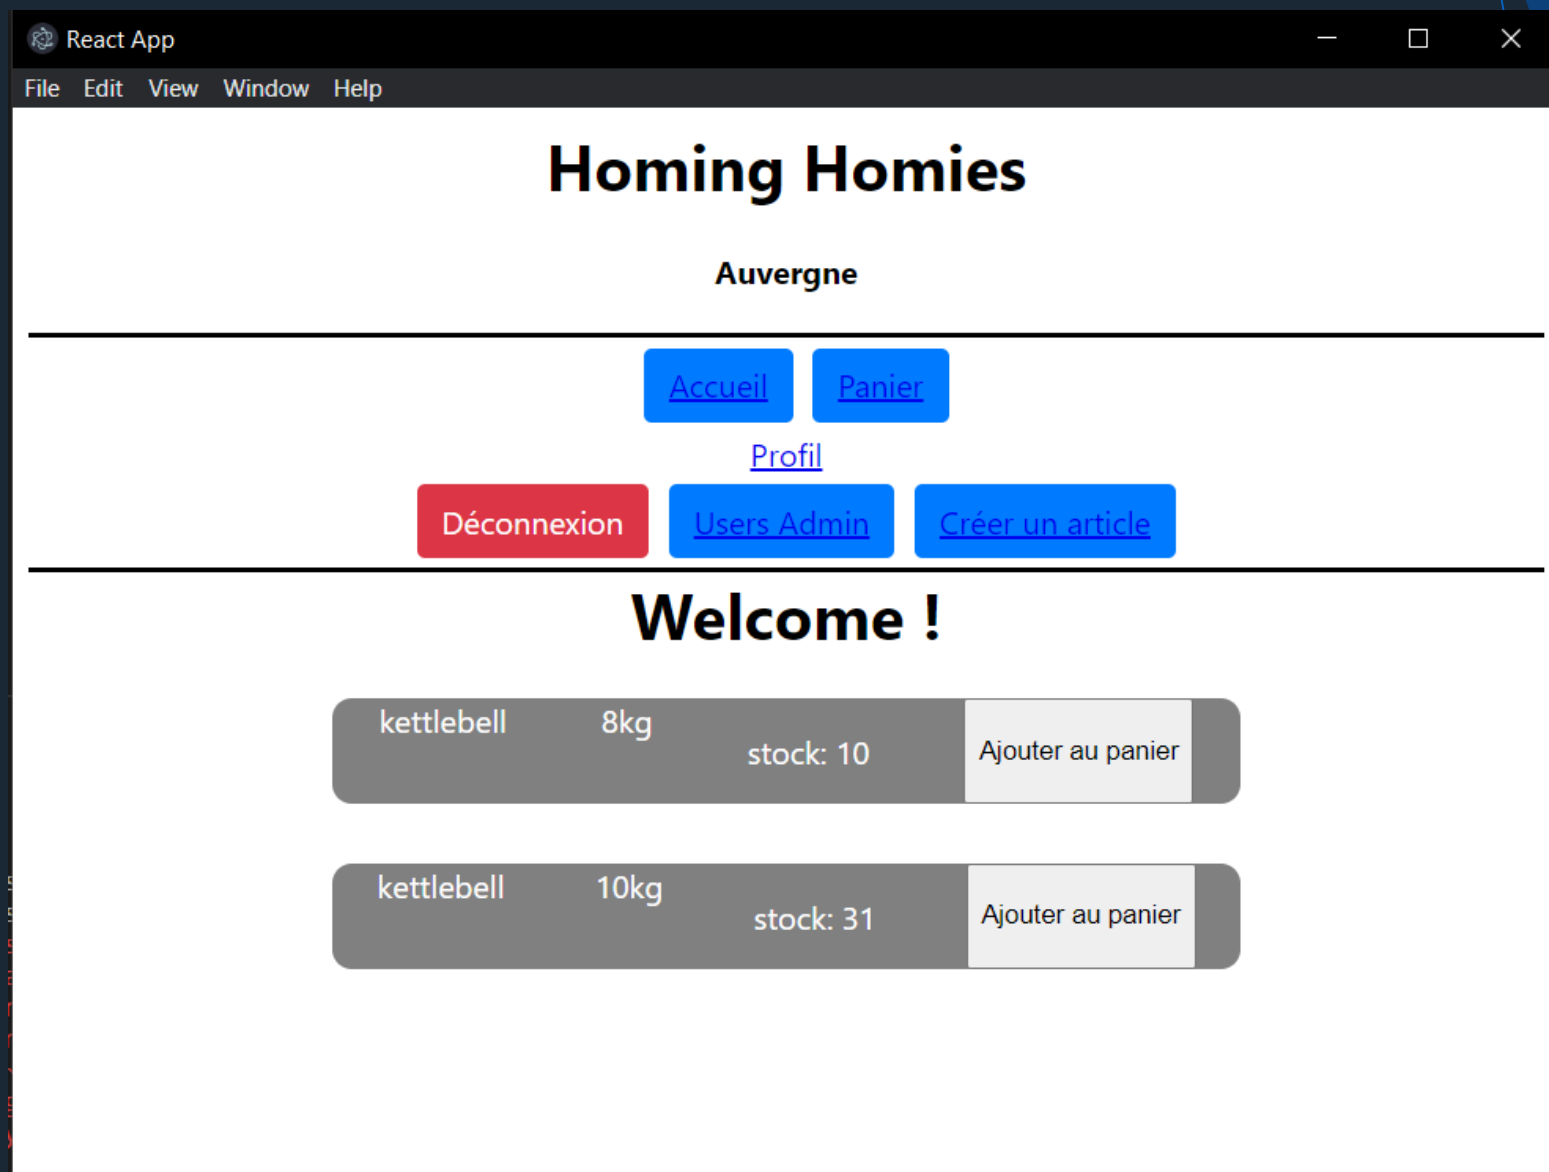 React App
File Edit View Window Help
Homing Homies
Auvergne
Accueil Panier
Profil
Déconnexion Users Admin Créer un article
Welcome !
kettlebell 8kg stock: 10 Ajouter au panier
kettlebell 10kg stock: 31 Ajouter au panier